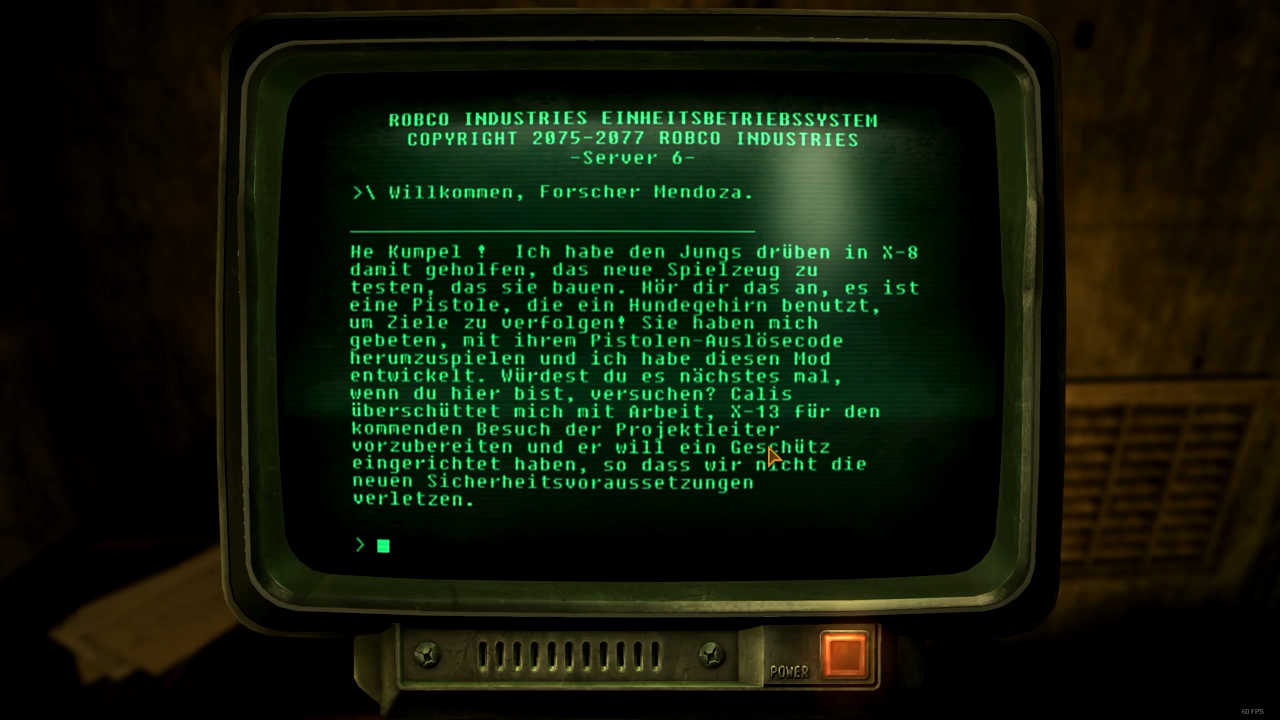 ROBCO INDUSTRIES EINHEITSBETRIEBSSYSTEM
COPYRIGHT 2075-2077 ROBCO INDUSTRIES
-Server 6-
>\ Willkommen, Forscher Mendoza.
He Kumpel !  Ich habe den Jungs drüben in X-8
damit geholfen, das neue Spielzeug zu
testen, das sie bauen. Hör dir das an, es ist
eine Pistole, die ein Hundegehirn benutzt,
um Ziele zu verfolgen! Sie haben mich
gebeten, mit ihrem Pistolen-Auslösecode
herumzuspielen und ich habe diesen Mod
entwickelt. Würdest du es nächstes mal,
wenn du hier bist, versuchen? Calis
überschüttet mich mit Arbeit, X-13 für den
kommenden Besuch der Projektleiter
vorzubereiten und er will ein Geschütz
eingerichtet haben, so dass wir nicht die
neuen Sicherheitsvoraussetzungen
verletzen.
>
POWER
60 FPS